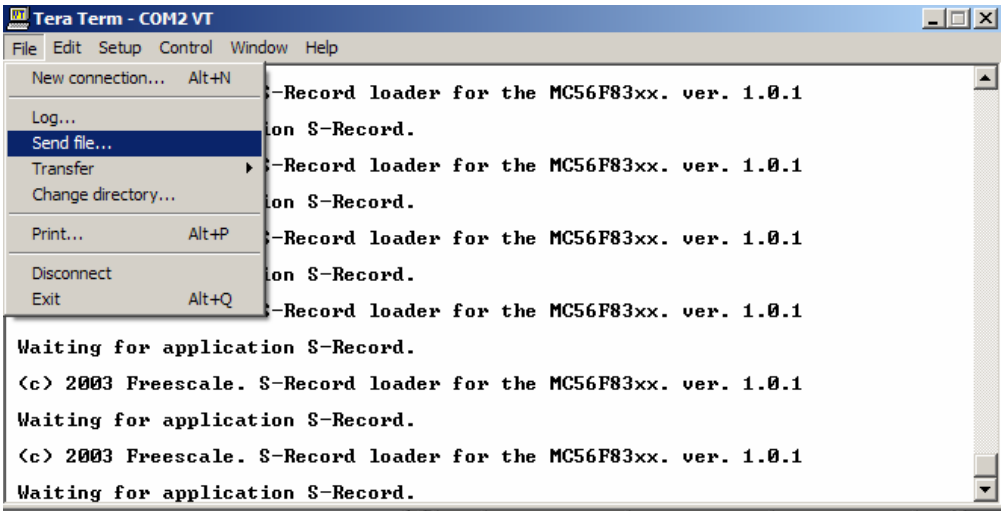 Tera Term - COM2 VT
File Edit Setup Control Window Help
New connection... Alt+N
Log...
Send file...
Transfer
Change directory...
Print... Alt+P
Disconnect
Exit Alt+Q
S-Record loader for the MC56F83xx. ver. 1.0.1
ion S-Record.
S-Record loader for the MC56F83xx. ver. 1.0.1
ion S-Record.
S-Record loader for the MC56F83xx. ver. 1.0.1
ion S-Record.
S-Record loader for the MC56F83xx. ver. 1.0.1
Waiting for application S-Record.
(c) 2003 Freescale. S-Record loader for the MC56F83xx. ver. 1.0.1
Waiting for application S-Record.
(c) 2003 Freescale. S-Record loader for the MC56F83xx. ver. 1.0.1
Waiting for application S-Record.